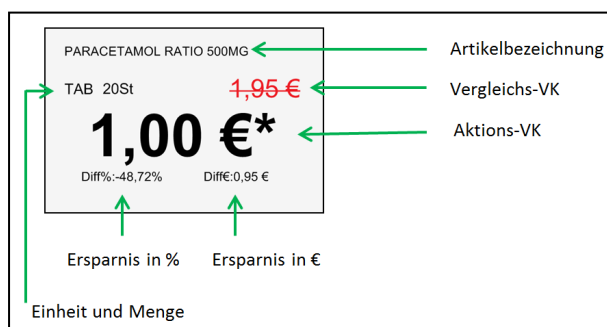 PARACETAMOL RATIO 500MG
Artikelbezeichnung
TAB 20St
1,95 €
Vergleichs-VK
1,00 €*
Aktions-VK
Diff%:-48,72%
Diff€:0,95 €
Ersparnis in %
Ersparnis in €
Einheit und Menge